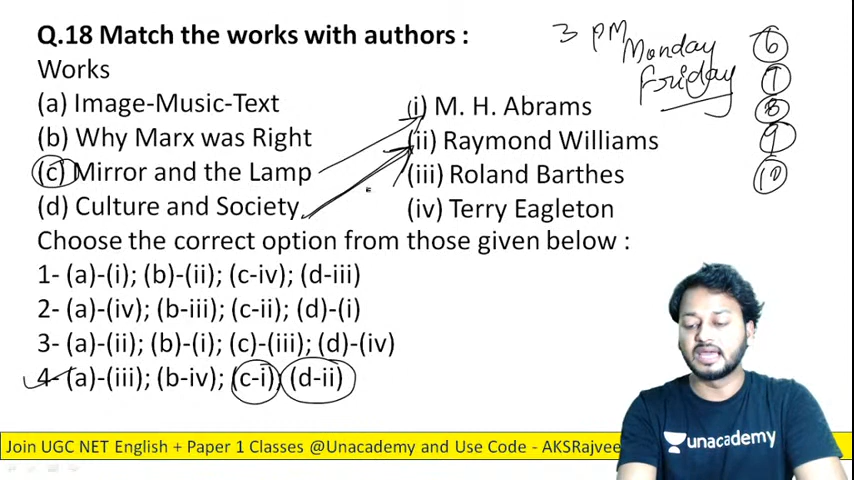 Q.18 Match the works with authors :
3 PM
Monday
Friday
6
7
8
9
10
Works
(a) Image-Music-Text
(i) M. H. Abrams
(b) Why Marx was Right
(ii) Raymond Williams
(c) Mirror and the Lamp
(iii) Roland Barthes
(d) Culture and Society
(iv) Terry Eagleton
Choose the correct option from those given below :
1- (a)-(i); (b)-(ii); (c-iv); (d-iii)
2- (a)-(iv); (b-iii); (c-ii); (d)-(i)
3- (a)-(ii); (b)-(i); (c)-(iii); (d)-(iv)
4- (a)-(iii); (b-iv); (c-i) (d-ii)
unacademy
Join UGC NET English + Paper 1 Classes @Unacademy and Use Code - AKSRajvee